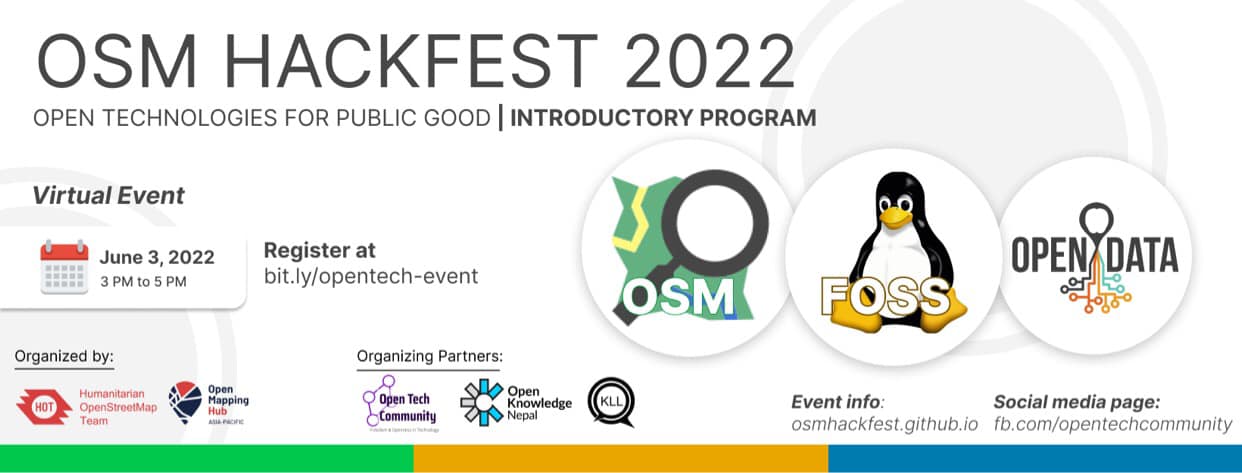 OSM HACKFEST 2022
OPEN TECHNOLOGIES FOR PUBLIC GOOD | INTRODUCTORY PROGRAM
Virtual Event
June 3, 2022
3 PM to 5 PM
Register at
bit.ly/opentech-event
OSM
FOSS
OPEN DATA
Organized by:
HOT
Humanitarian
OpenStreetMap
Team
Open
Mapping
Hub
ASIA-PACIFIC
Organizing Partners:
Open Tech
Community
Open
Knowledge
Nepal
KLL
Event info:
osmhackfest.github.io
Social media page:
fb.com/opentechcommunity